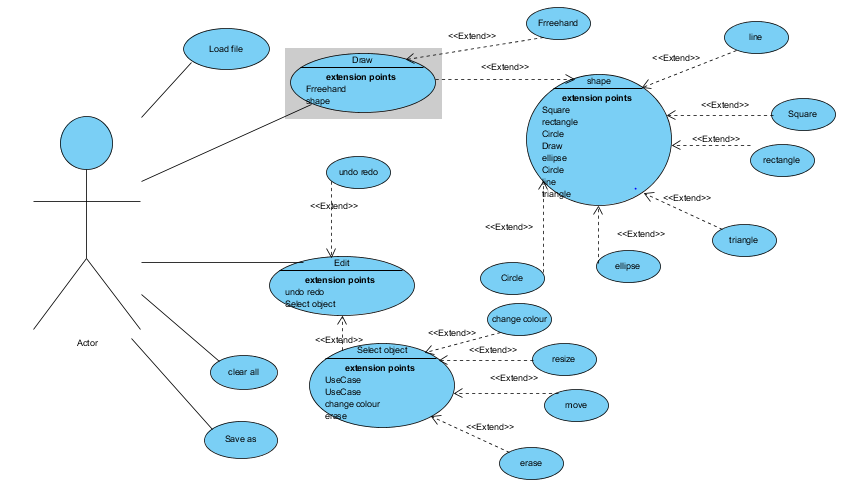 Load file
Draw
extension points
Frreehand
shape
<<Extend>>
Frreehand
<<Extend>>
shape
extension points
Square
rectangle
Circle
Draw
ellipse
Circle
line
triangle
<<Extend>>
line
<<Extend>>
Square
<<Extend>>
rectangle
<<Extend>>
triangle
<<Extend>>
ellipse
<<Extend>>
Circle
undo redo
<<Extend>>
Edit
extension points
undo redo
Select object
<<Extend>>
Select object
extension points
UseCase
UseCase
change colour
erase
<<Extend>>
change colour
<<Extend>>
resize
<<Extend>>
move
<<Extend>>
erase
Actor
clear all
Save as